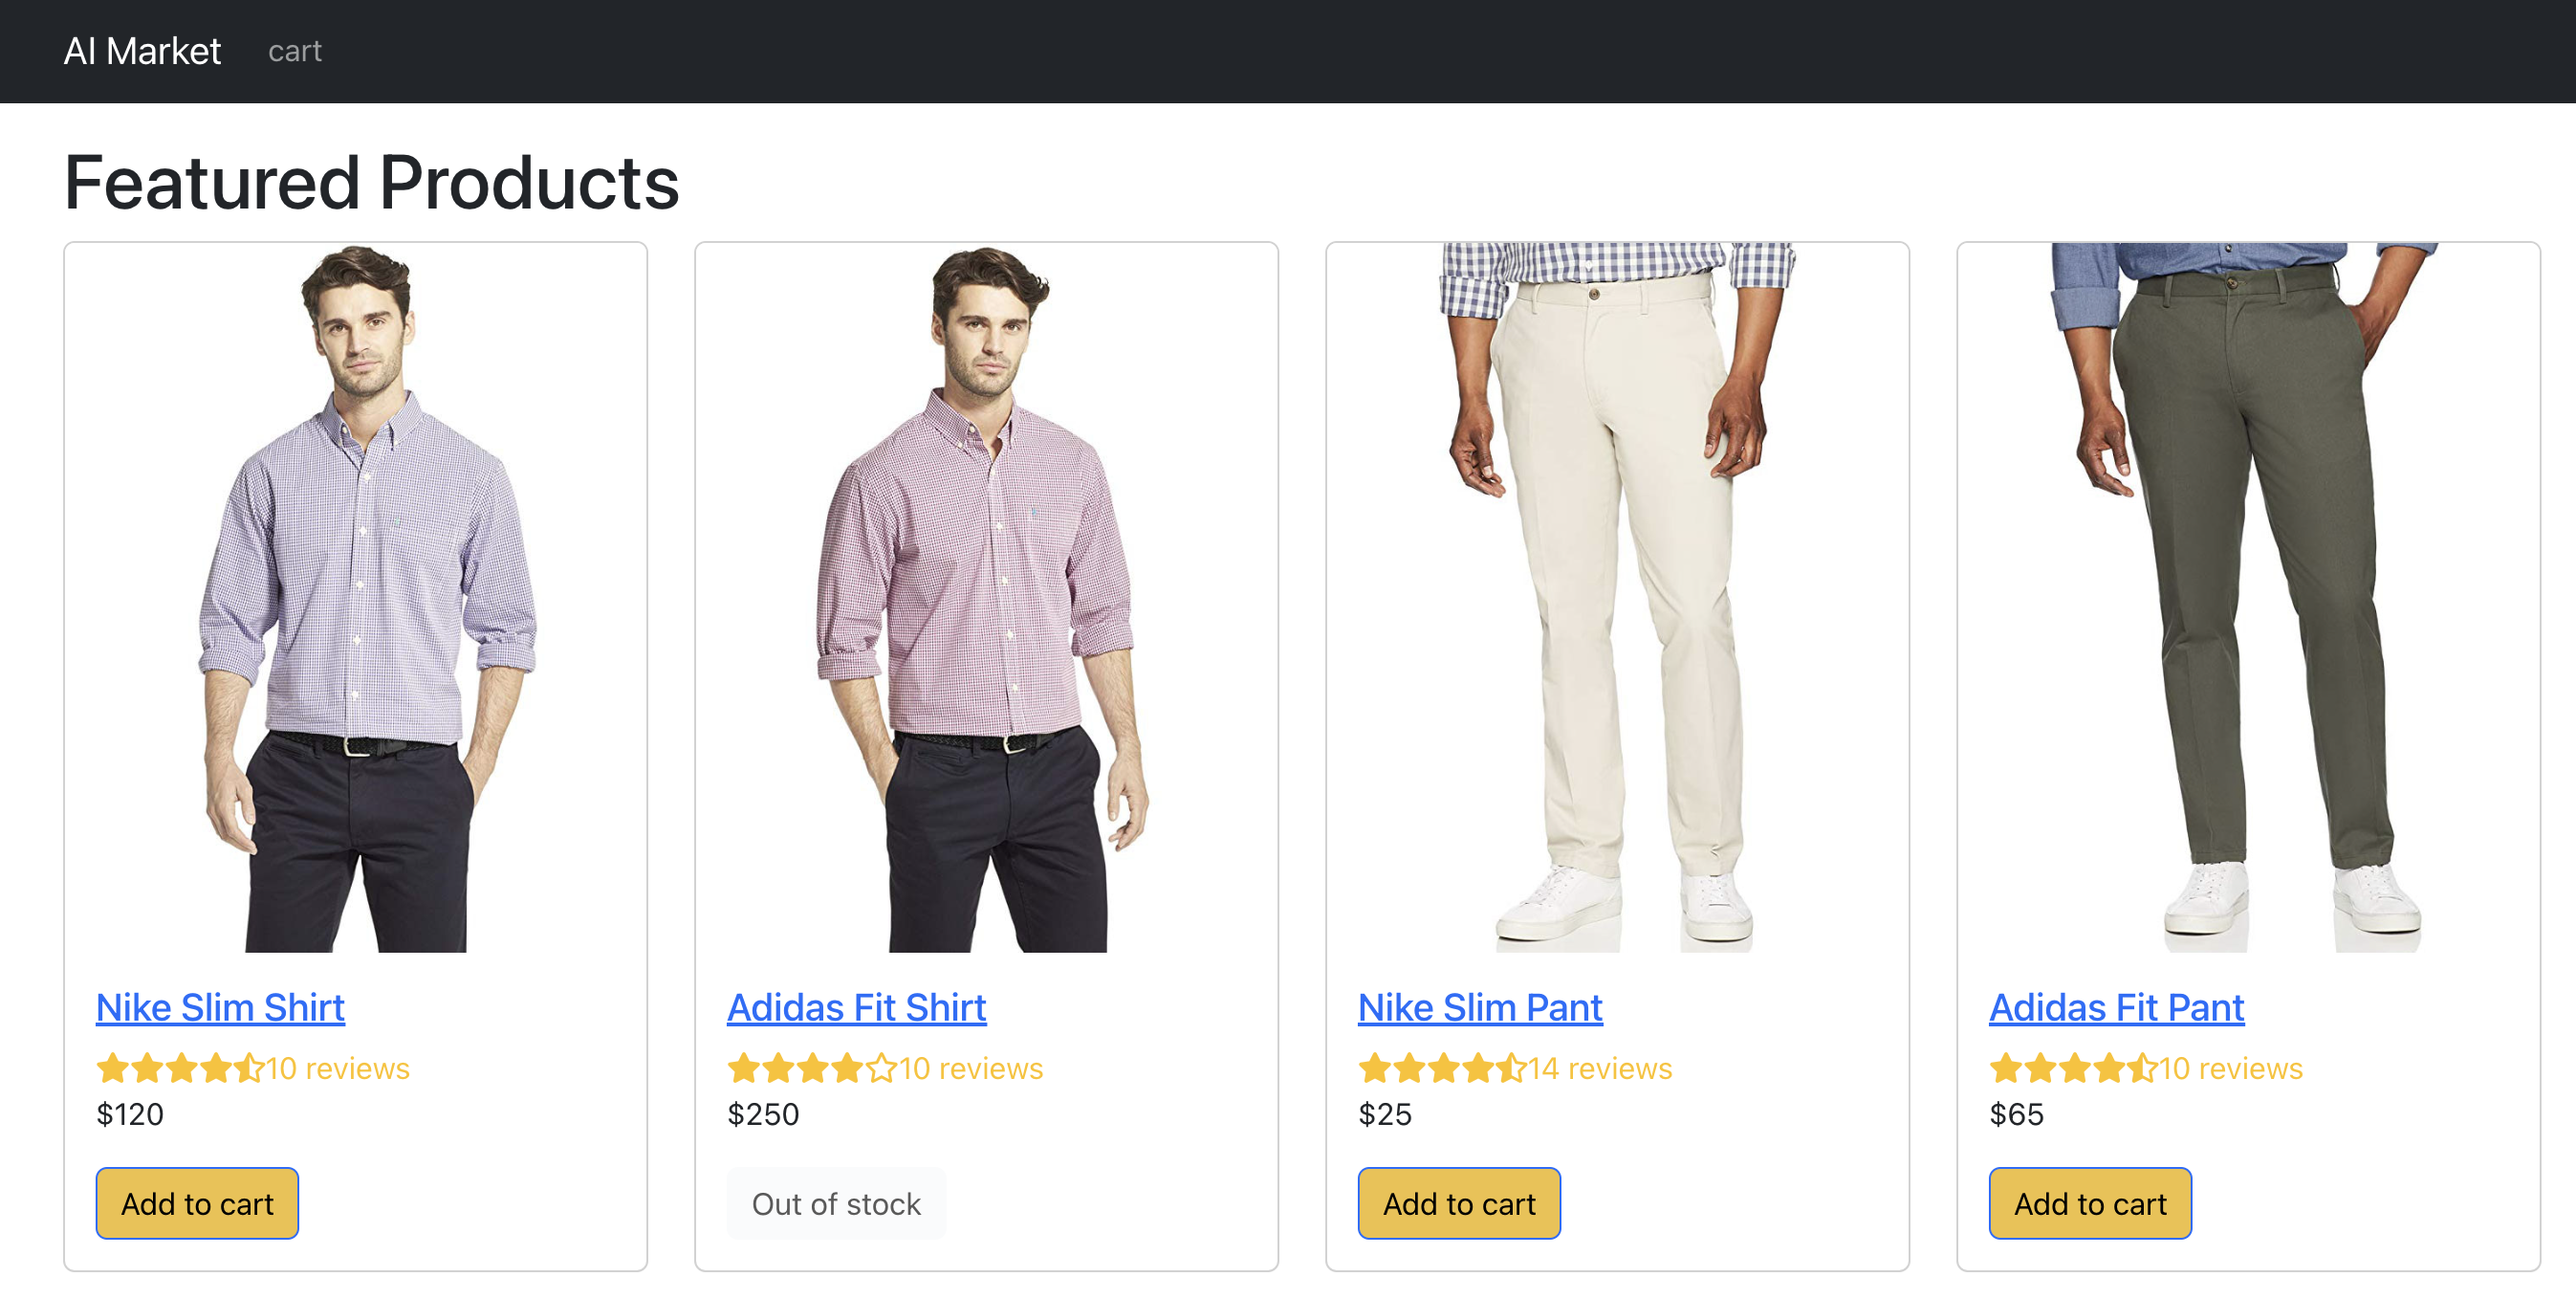 AI Market cart
Featured Products
Nike Slim Shirt
10 reviews
$120
Add to cart
Adidas Fit Shirt
10 reviews
$250
Out of stock
Nike Slim Pant
14 reviews
$25
Add to cart
Adidas Fit Pant
10 reviews
$65
Add to cart